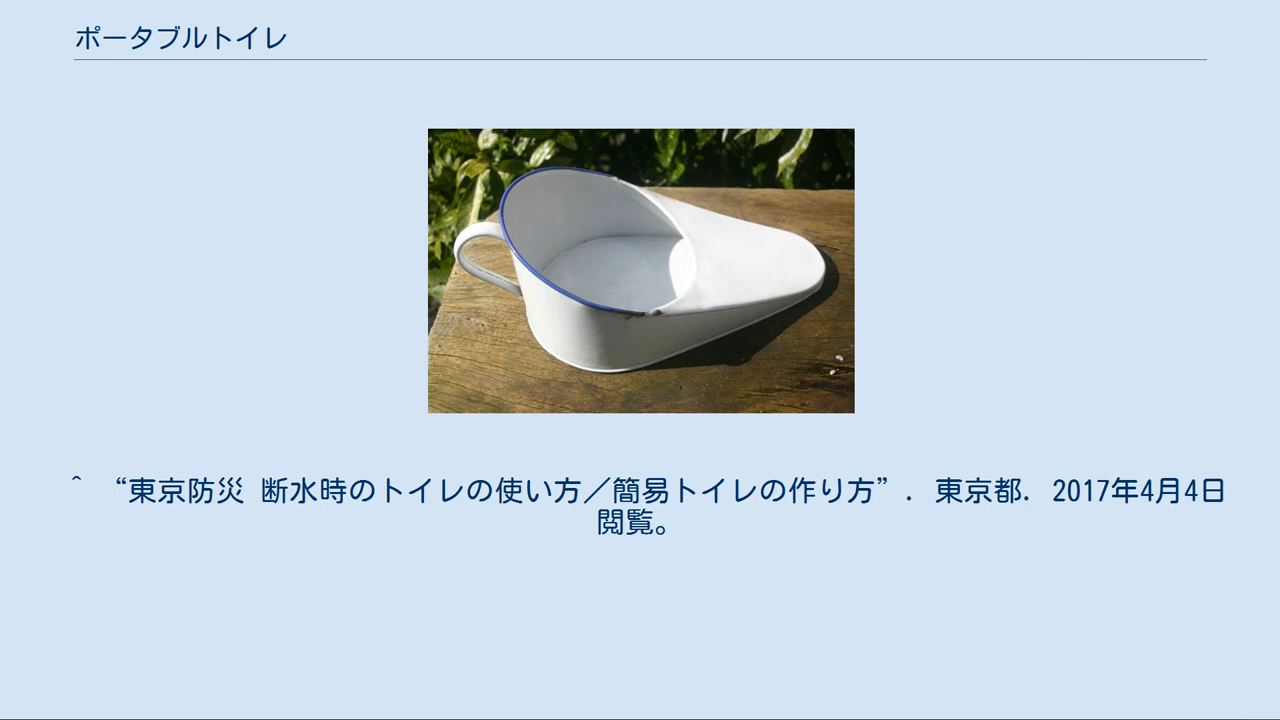 ポータブルトイレ
^ “東京防災 断水時のトイレの使い方／簡易トイレの作り方”. 東京都. 2017年4月4日
閲覧。